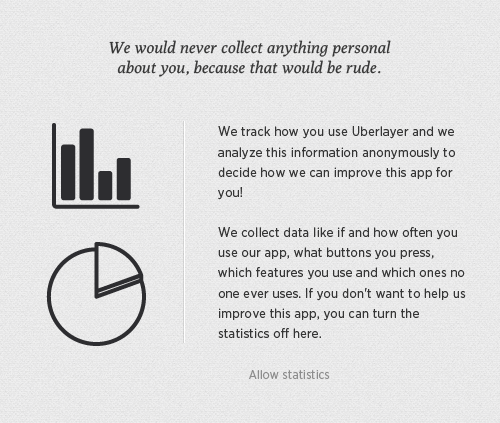 We would never collect anything personal
about you, because that would be rude.
We track how you use Uberlayer and we
analyze this information anonymously to
decide how we can improve this app for
you!
We collect data like if and how often you
use our app, what buttons you press,
which features you use and which ones no
one ever uses. If you don't want to help us
improve this app, you can turn the
statistics off here.
Allow statistics